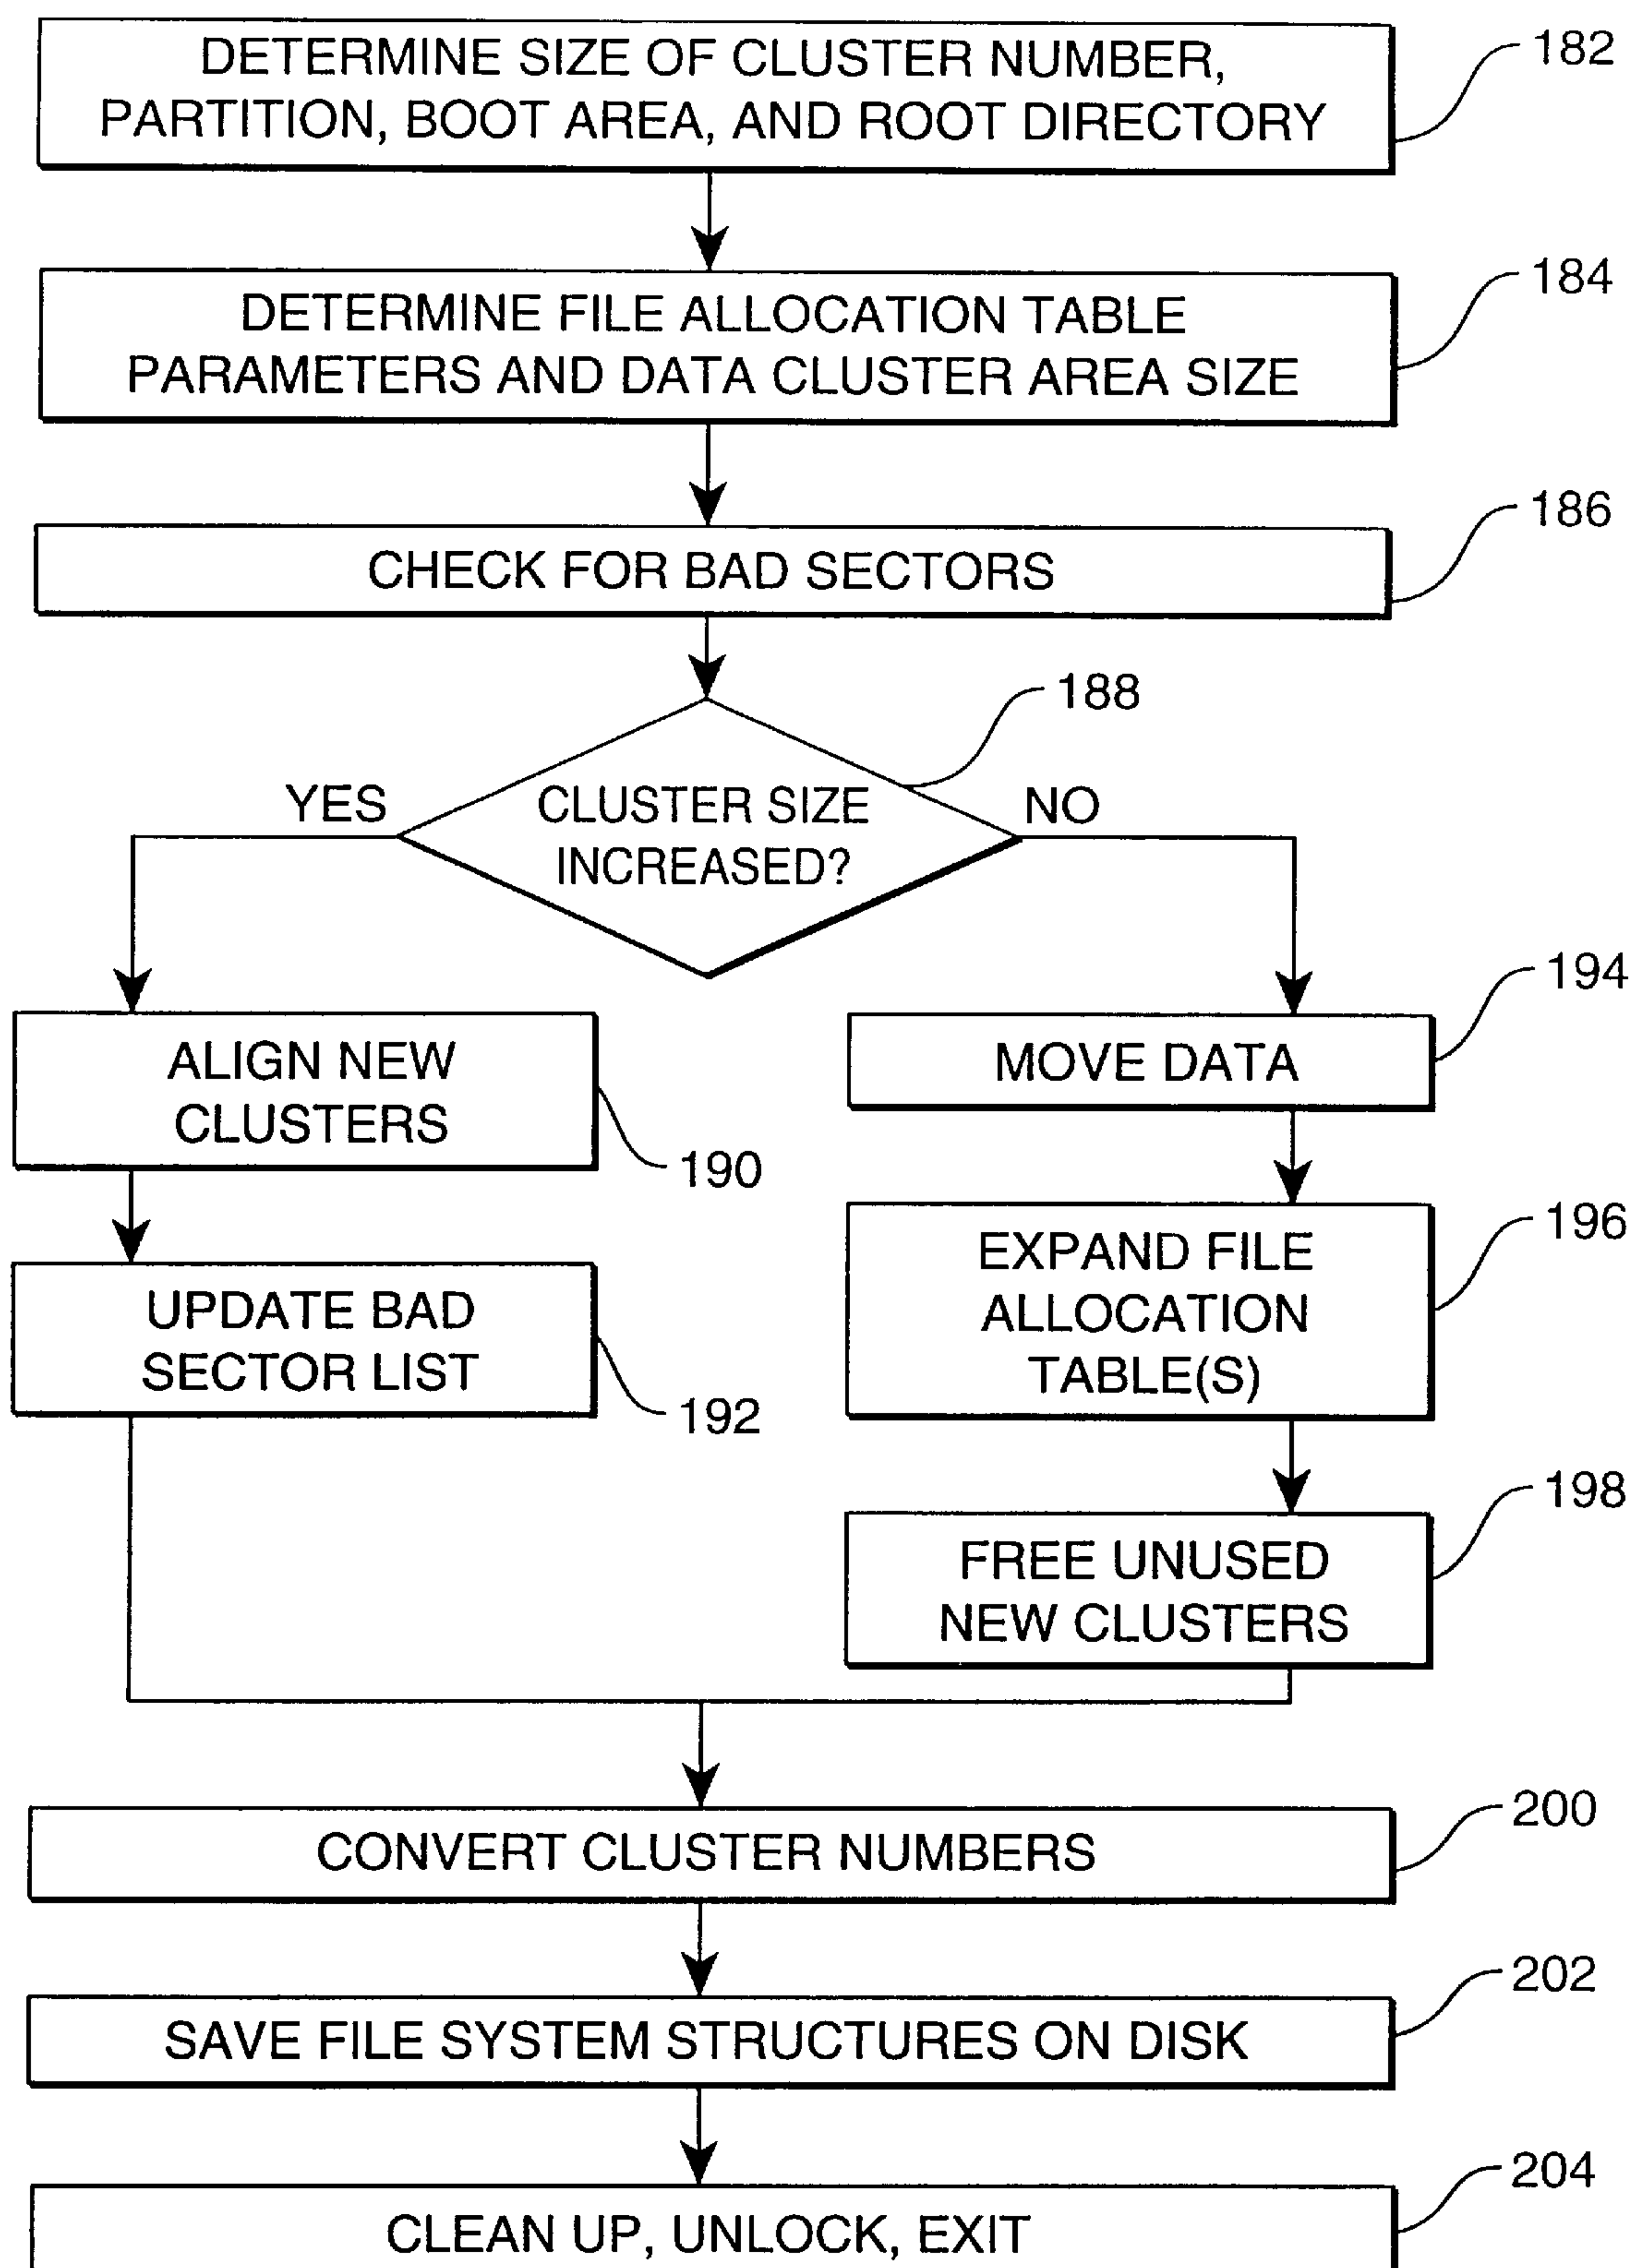 DETERMINE SIZE OF CLUSTER NUMBER,
PARTITION, BOOT AREA, AND ROOT DIRECTORY
182
DETERMINE FILE ALLOCATION TABLE
PARAMETERS AND DATA CLUSTER AREA SIZE
184
CHECK FOR BAD SECTORS
186
188
YES
CLUSTER SIZE
INCREASED?
NO
ALIGN NEW
CLUSTERS
190
UPDATE BAD
SECTOR LIST
192
194
MOVE DATA
196
EXPAND FILE
ALLOCATION
TABLE(S)
198
FREE UNUSED
NEW CLUSTERS
200
CONVERT CLUSTER NUMBERS
202
SAVE FILE SYSTEM STRUCTURES ON DISK
204
CLEAN UP, UNLOCK, EXIT